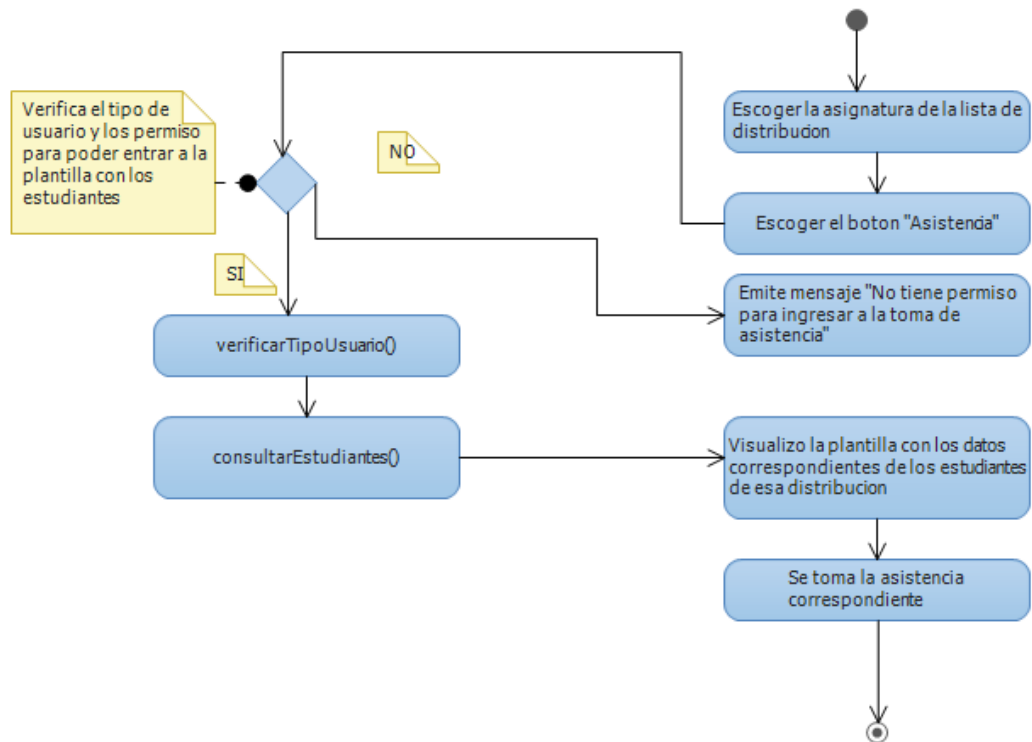 Escoger la asignatura de la lista de
distribucion
Verifica el tipo de
usuario y los permiso
para poder entrar a la
plantilla con los
estudiantes
NO
Escoger el boton "Asistencia"
SI
Emite mensaje "No tiene permiso
para ingresar a la toma de
asistencia"
verificarTipoUsuario()
consultarEstudiantes()
Visualizo la plantilla con los datos
correspondientes de los estudiantes
de esa distribucion
Se toma la asistencia
correspondiente